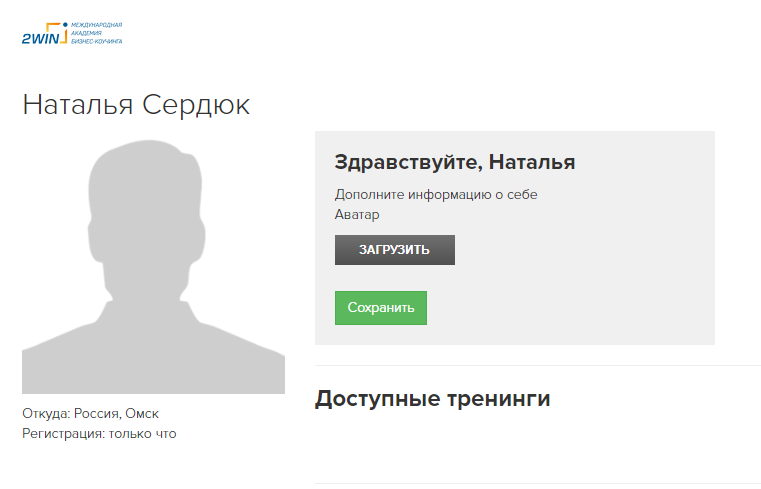 2WIN
МЕЖДУНАРОДНАЯ
АКАДЕМИЯ
БИЗНЕС-КОУЧИНГА
Наталья Сердюк
Здравствуйте, Наталья
Дополните информацию о себе
Аватар
ЗАГРУЗИТЬ
Сохранить
Откуда: Россия, Омск
Регистрация: только что
Доступные тренинги